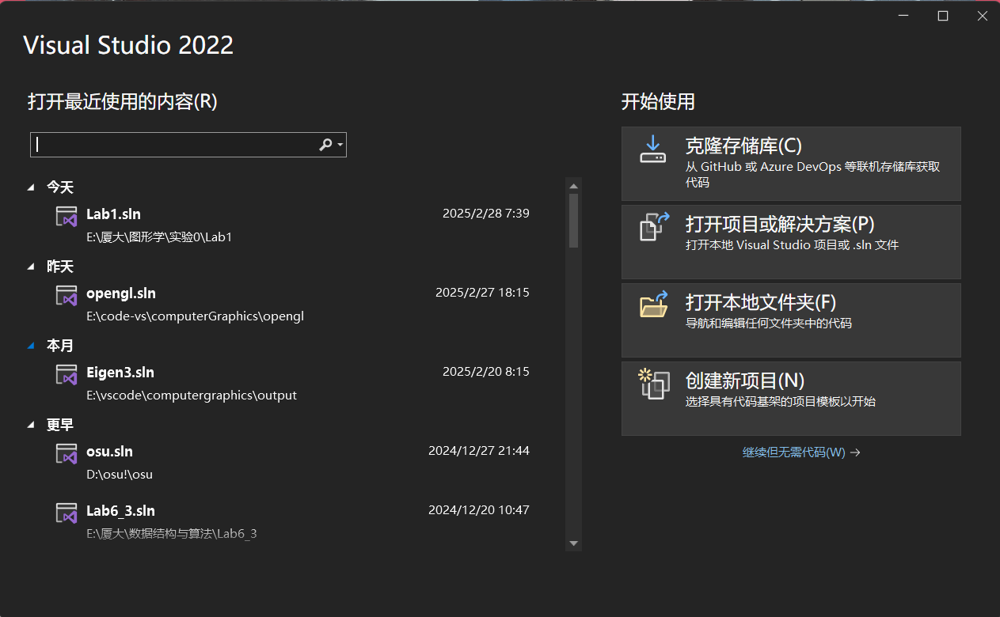 Visual Studio 2022
打开最近使用的内容(R)
今天
Lab1.sln
2025/2/28 7:39
E:\厦大\图形学\实验0\Lab1
昨天
opengl.sln
2025/2/27 18:15
E:\code-vs\computerGraphics\opengl
本月
Eigen3.sln
2025/2/20 8:15
E:\vscode\computergraphics\output
更早
osu.sln
2024/12/27 21:44
D:\osu!\osu
Lab6_3.sln
2024/12/20 10:47
E:\厦大\数据结构与算法\Lab6_3
开始使用
克隆存储库(C)
从 GitHub 或 Azure DevOps 等联机存储库获取
代码
打开项目或解决方案(P)
打开本地 Visual Studio 项目或 .sln 文件
打开本地文件夹(F)
导航和编辑任何文件夹中的代码
创建新项目(N)
选择具有代码基架的项目模板以开始
继续但无需代码(W) →